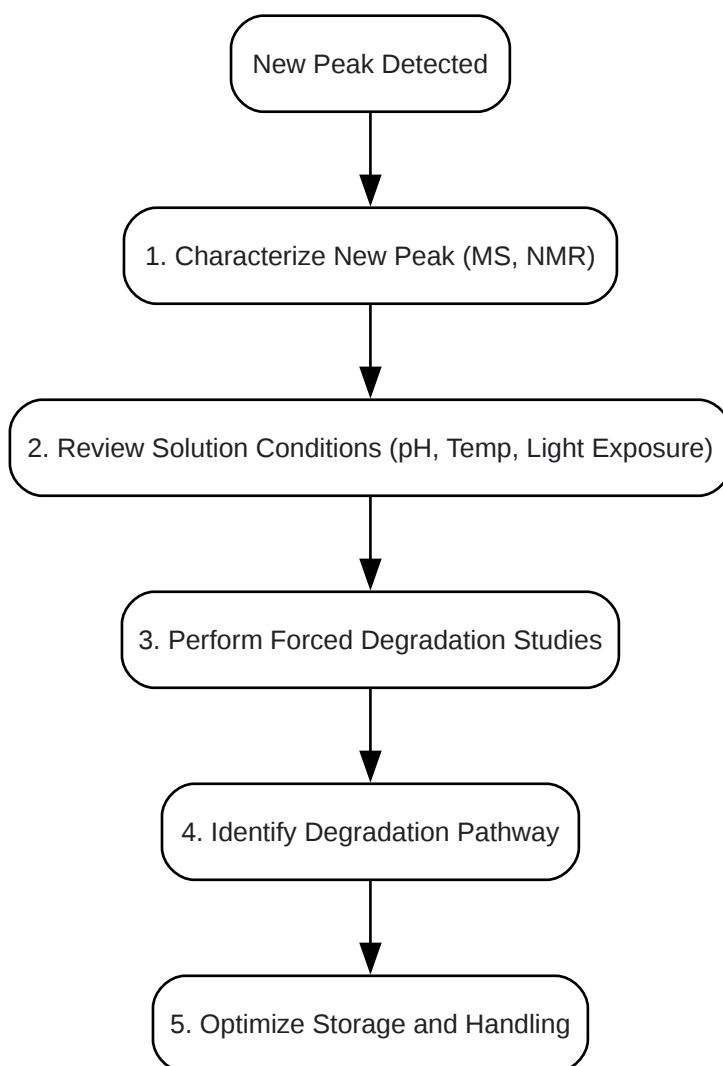 New Peak Detected
1. Characterize New Peak (MS, NMR)
2. Review Solution Conditions (pH, Temp, Light Exposure)
3. Perform Forced Degradation Studies
4. Identify Degradation Pathway
5. Optimize Storage and Handling